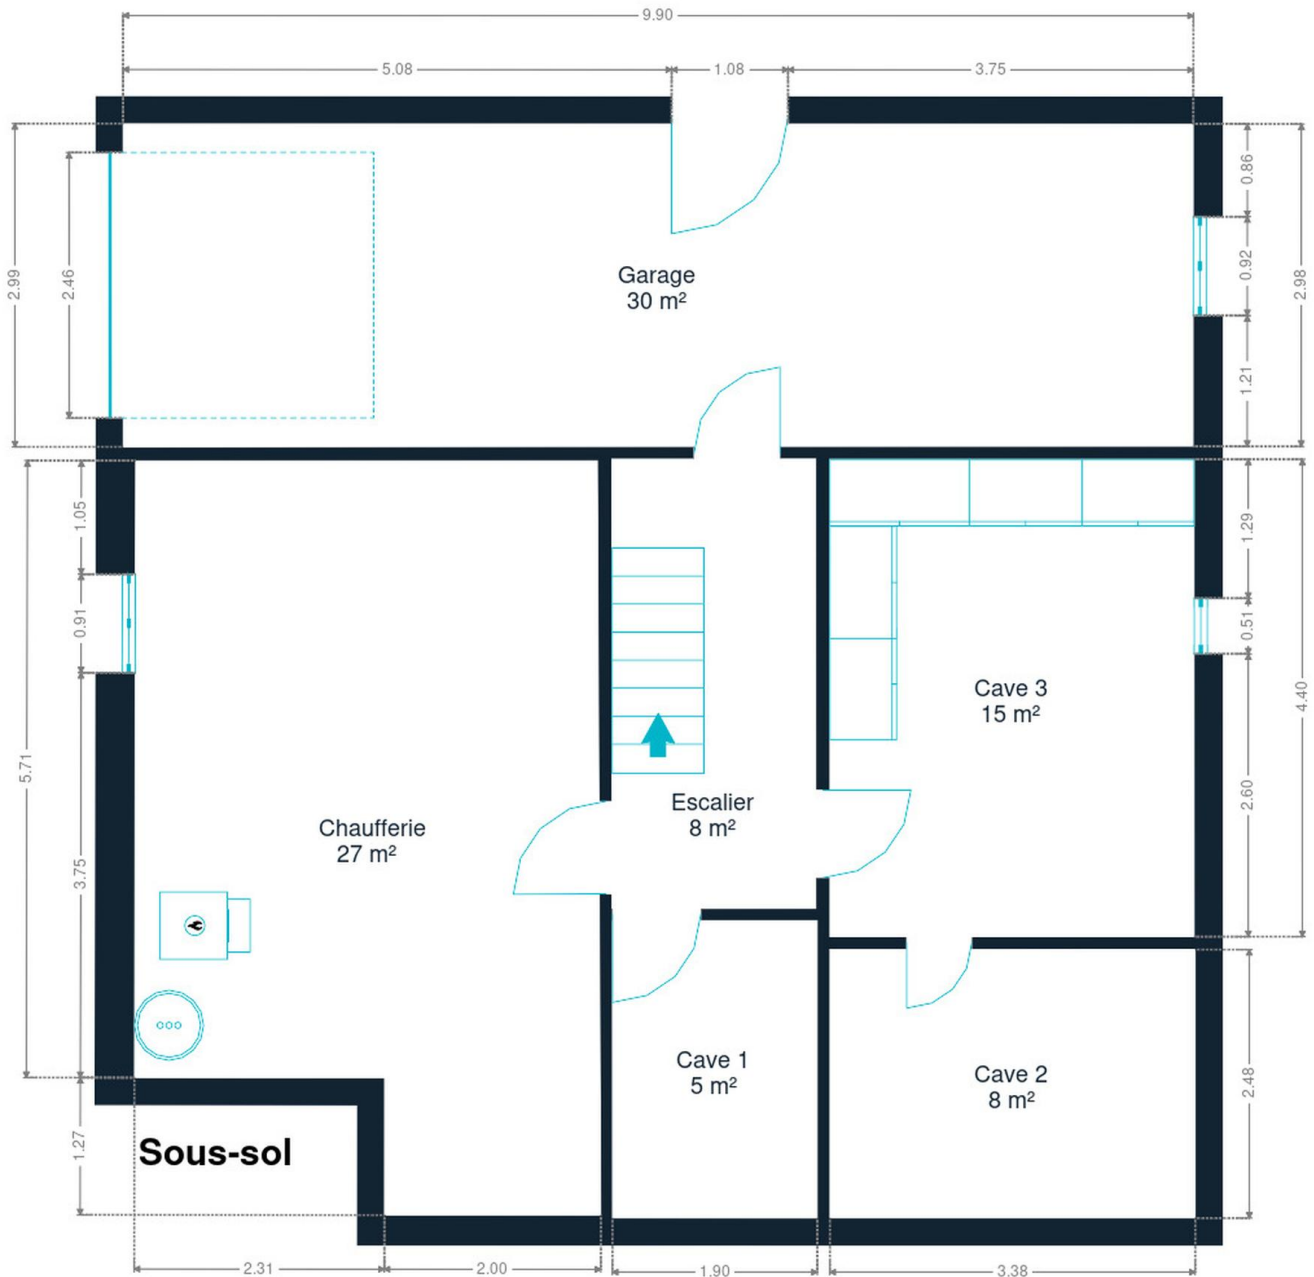 9.90
5.08
1.08
3.75
0.86
2.99
2.46
0.92
2.98
Garage
30 m²
1.21
1.05
1.29
0.91
0.51
Cave 3
15 m²
4.40
5.71
2.60
Escalier
8 m²
Chaufferie
27 m²
3.75
Cave 1
5 m²
Cave 2
8 m²
2.48
1.27
Sous-sol
2.31
2.00
1.90
3.38